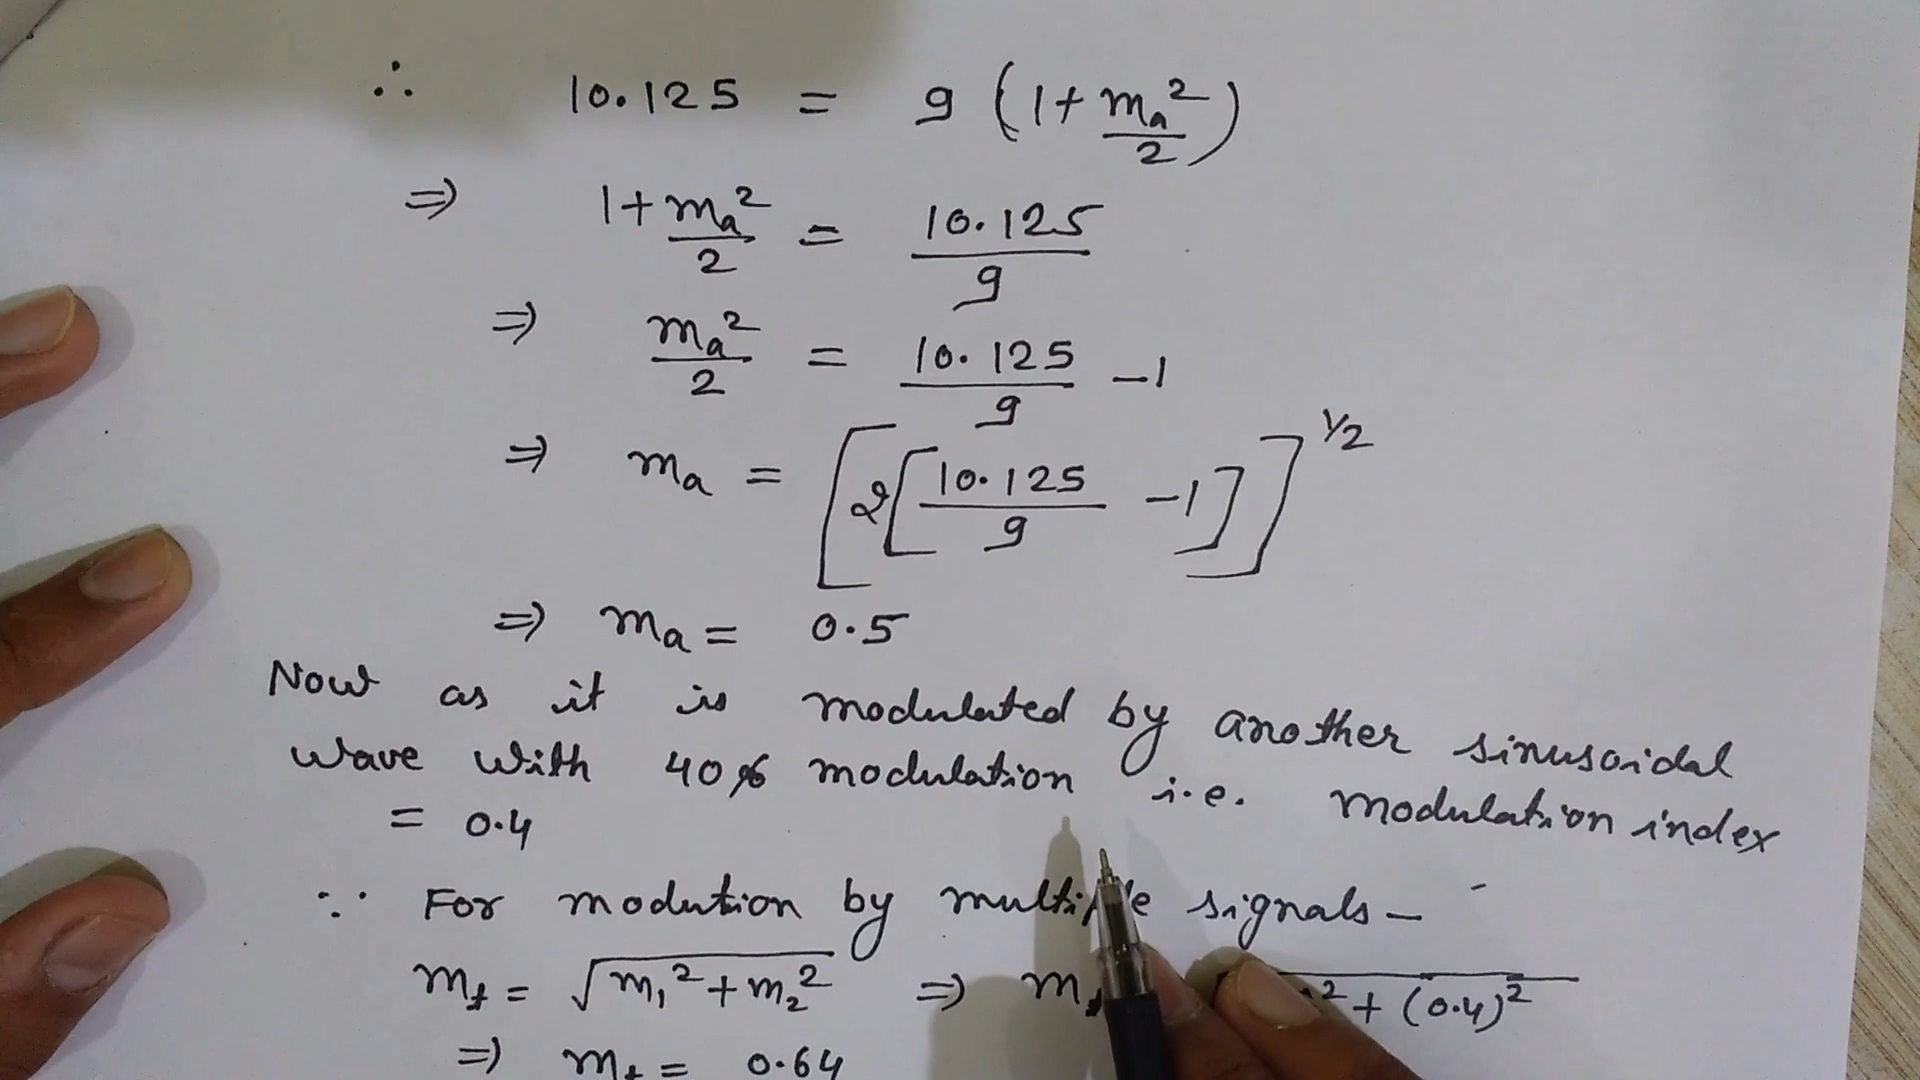 ∴ 10.125 = 9 (1 + ma²/2)
⇒ 1 + ma²/2 = 10.125/9
⇒ ma²/2 = 10.125/9 - 1
⇒ ma = [2[10.125/9 - 1]]^1/2
⇒ ma = 0.5
Now as it is modulated by another sinusoidal
wave with 40% modulation i.e. modulation index
= 0.4
∵ For modution by signals -
mt = √(m₁² + m₂²) ⇒ m ² + (0.4)²
⇒ mt = 0.64